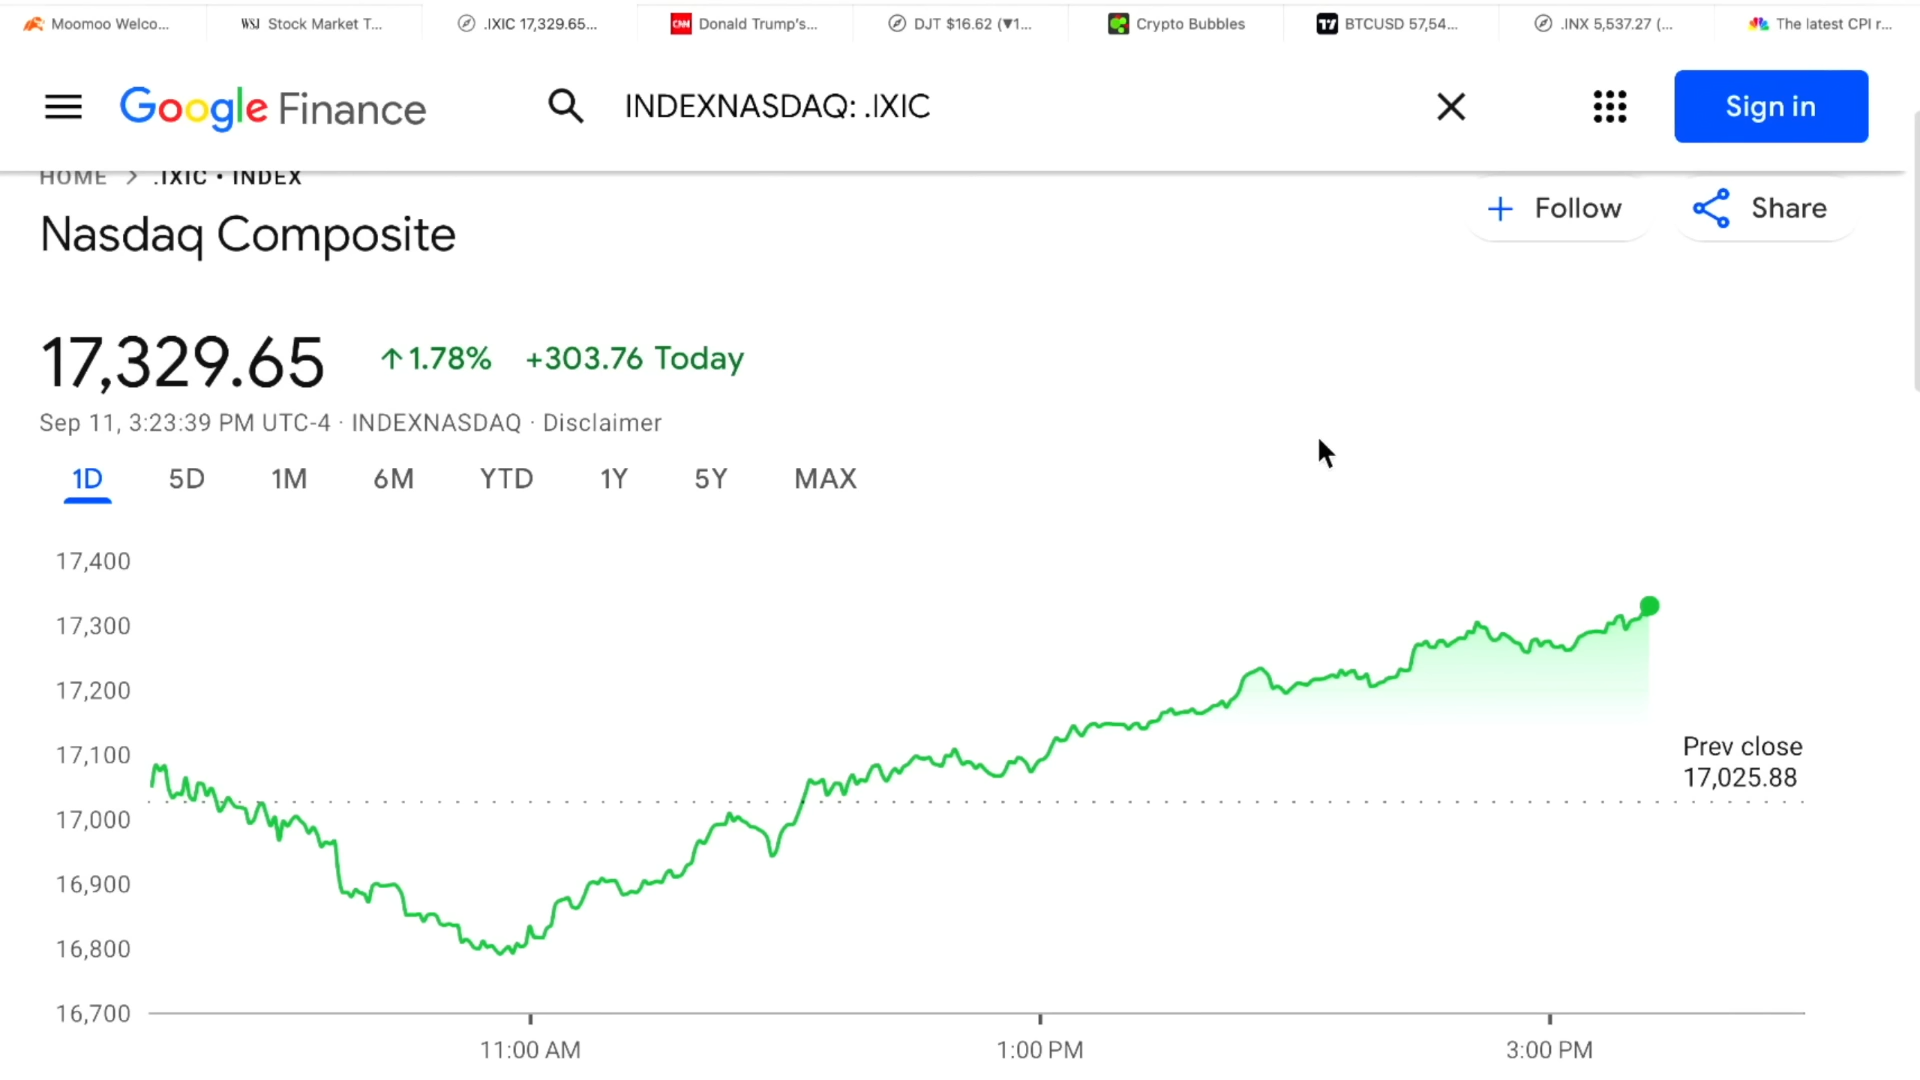 Moomoo Welco...
WSJ Stock Market T...
.IXIC 17,329.65...
CNN Donald Trump's...
DJT $16.62 (▼1...
Crypto Bubbles
BTCUSD 57,54...
.INX 5,537.27 (...
The latest CPI r...
Google Finance
INDEXNASDAQ: .IXIC
Sign in
HOME > .IXIC • INDEX
+ Follow
Share
Nasdaq Composite
17,329.65 ↑1.78% +303.76 Today
Sep 11, 3:23:39 PM UTC-4 · INDEXNASDAQ · Disclaimer
1D 5D 1M 6M YTD 1Y 5Y MAX
17,400
17,300
17,200
17,100
17,000
16,900
16,800
16,700
Prev close
17,025.88
11:00 AM 1:00 PM 3:00 PM